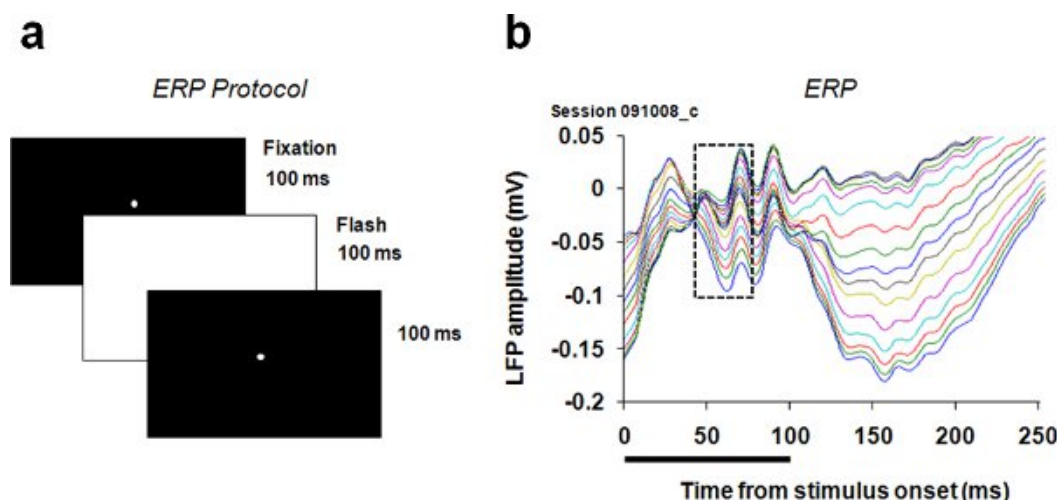 a
ERP Protocol
Fixation
100 ms
Flash
100 ms
100 ms
b
ERP
Session 091008_c
LFP amplitude (mV)
0.05
0
-0.05
-0.1
-0.15
-0.2
0 50 100 150 200 250
Time from stimulus onset (ms)